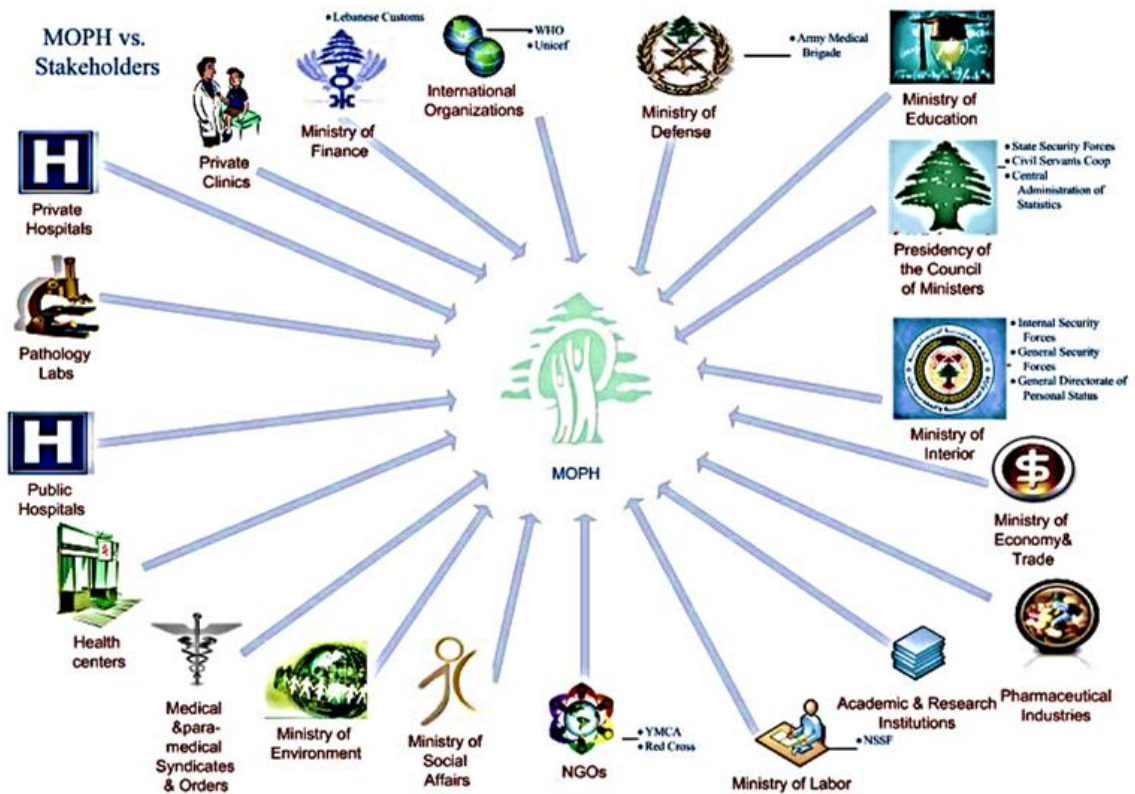 MOPH vs.
Stakeholders
Private
Clinics
• Lebanese Customs
Ministry of
Finance
• WHO
• Unicef
International
Organizations
• Army Medical
Brigade
Ministry of
Defense
Ministry of
Education
• State Security Forces
• Civil Servants Coop
• Central
Administration of
Statistics
Presidency of
the Council
of Ministers
• Internal Security
Forces
• General Security
Forces
• General Directorate of
Personal Status
Ministry of
Interior
Ministry of
Economy&
Trade
Pharmaceutical
Industries
Academic & Research
Institutions
• NSSF
Ministry of Labor
• YMCA
• Red Cross
NGOs
Ministry of
Social
Affairs
Ministry of
Environment
Medical
&para-
medical
Syndicates
& Orders
Health
centers
H
Public
Hospitals
Pathology
Labs
H
Private
Hospitals
MOPH